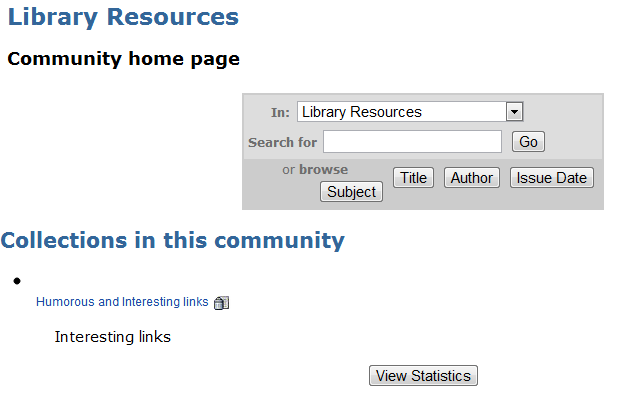 Library Resources
Community home page
In: Library Resources
Search for Go
or browse
Subject Title Author Issue Date
Collections in this community
Humorous and Interesting links
Interesting links
View Statistics